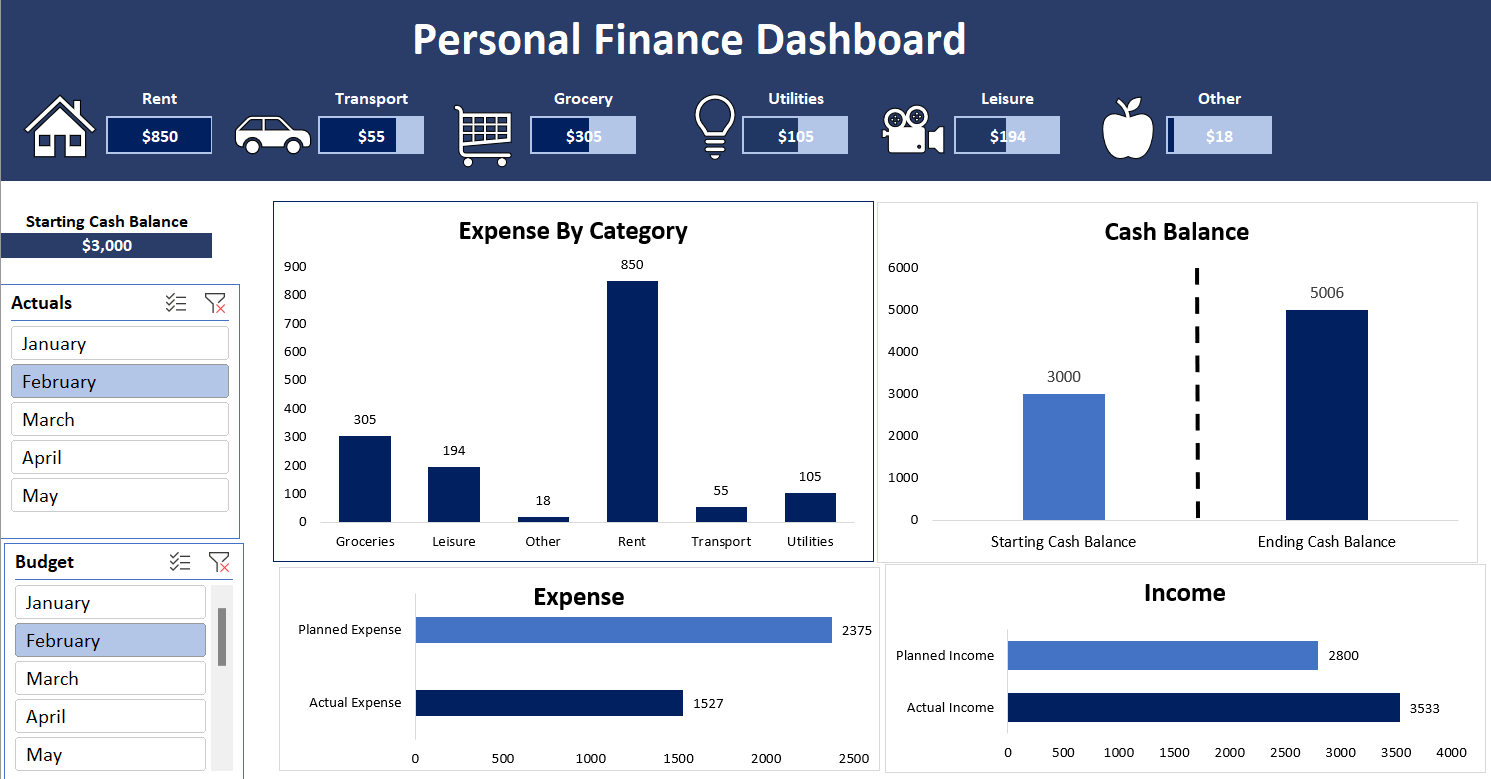 Personal Finance Dashboard
Rent
Transport
Grocery
Utilities
Leisure
Other
$850
$55
$305
$105
$194
$18
Starting Cash Balance
$3,000
Actuals
January
February
March
April
May
Budget
January
February
March
April
May
Expense By Category
900
800
700
600
500
400
300
200
100
0
305
194
18
850
55
105
Groceries
Leisure
Other
Rent
Transport
Utilities
Cash Balance
6000
5000
4000
3000
2000
1000
0
3000
5006
Starting Cash Balance
Ending Cash Balance
Expense
Planned Expense
2375
Actual Expense
1527
0
500
1000
1500
2000
2500
Income
Planned Income
2800
Actual Income
3533
0
500
1000
1500
2000
2500
3000
3500
4000